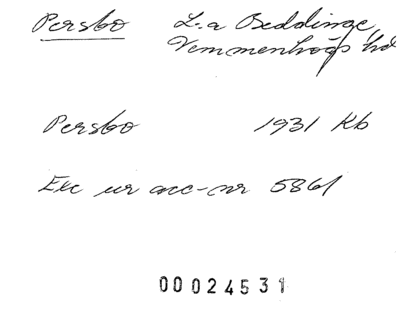 Persbo L:a Beddinge,
Vemmenhögs hd
Persbo 1931 Kb
Exc ur acc-nr 5861
00024531